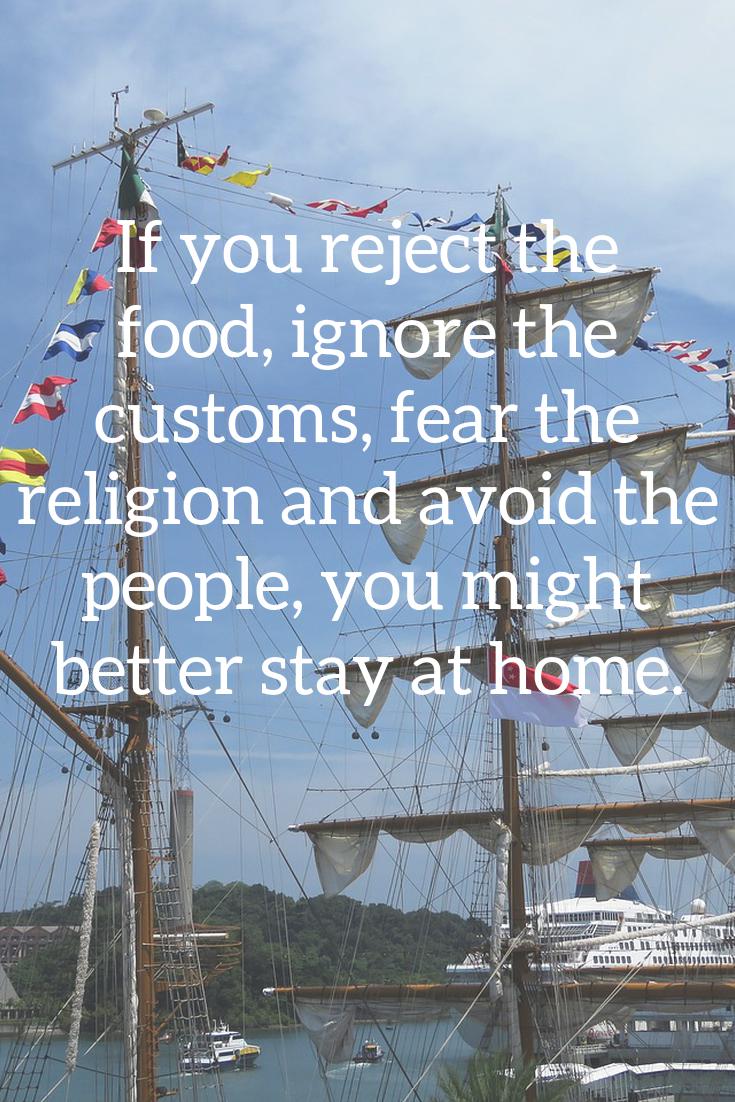 If you reject the
food, ignore the
customs, fear the
religion and avoid the
people, you might
better stay at home.